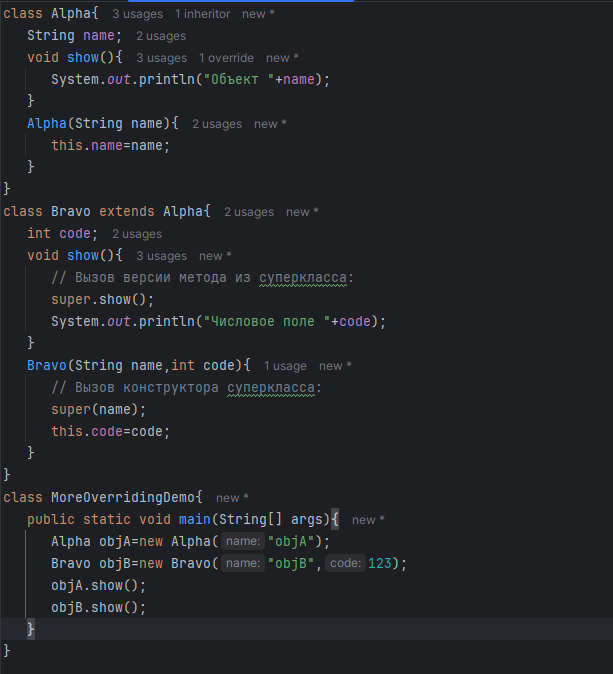 class Alpha{ 3 usages 1 inheritor new *
String name; 2 usages
void show(){ 3 usages 1 override new *
System.out.println("Объект "+name);
}
Alpha(String name){ 2 usages new *
this.name=name;
}
}
class Bravo extends Alpha{ 2 usages new *
int code; 2 usages
void show(){ 3 usages new *
// Вызов версии метода из суперкласса:
super.show();
System.out.println("Числовое поле "+code);
}
Bravo(String name,int code){ 1 usage new *
// Вызов конструктора суперкласса:
super(name);
this.code=code;
}
}
class MoreOverridingDemo{ new *
public static void main(String[] args){ new *
Alpha objA=new Alpha( name: "objA");
Bravo objB=new Bravo( name: "objB", code: 123);
objA.show();
objB.show();
}
}